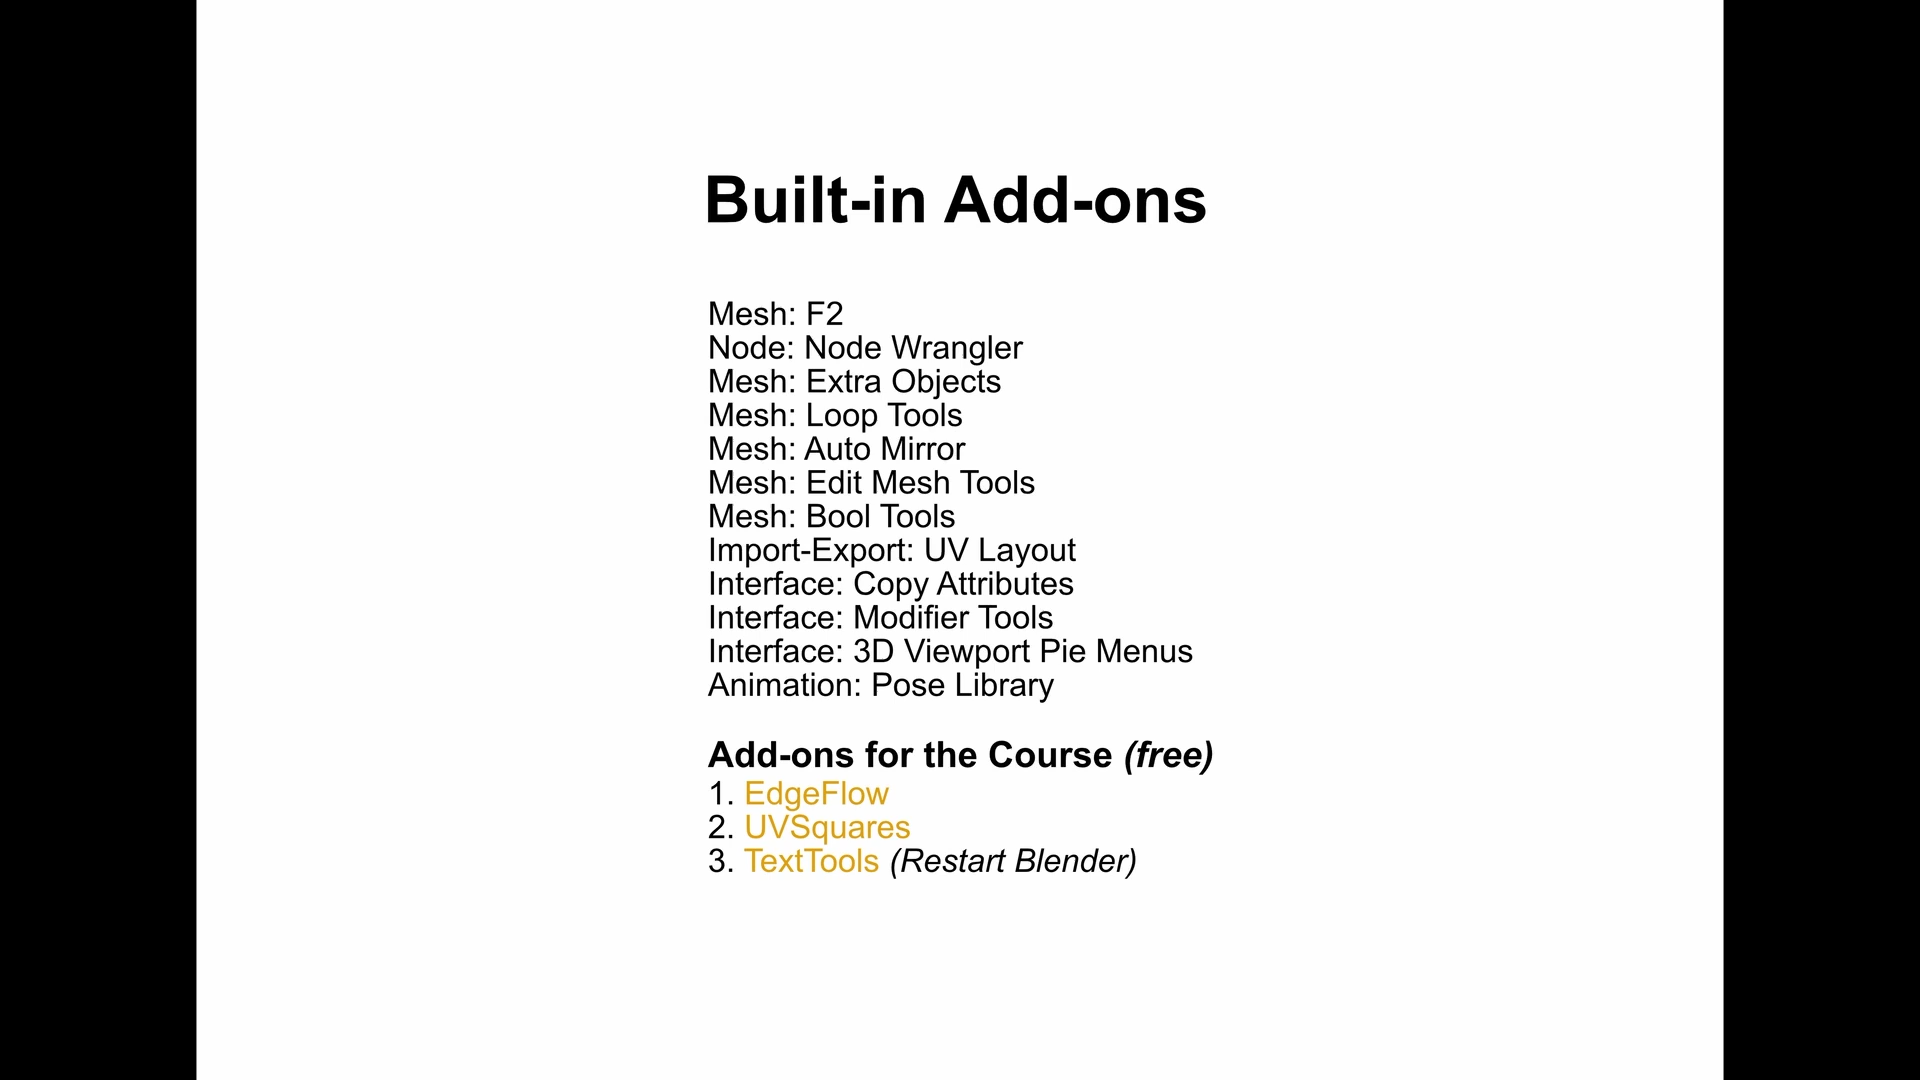 Built-in Add-ons
Mesh: F2
Node: Node Wrangler
Mesh: Extra Objects
Mesh: Loop Tools
Mesh: Auto Mirror
Mesh: Edit Mesh Tools
Mesh: Bool Tools
Import-Export: UV Layout
Interface: Copy Attributes
Interface: Modifier Tools
Interface: 3D Viewport Pie Menus
Animation: Pose Library
Add-ons for the Course (free)
1. EdgeFlow
2. UVSquares
3. TextTools (Restart Blender)